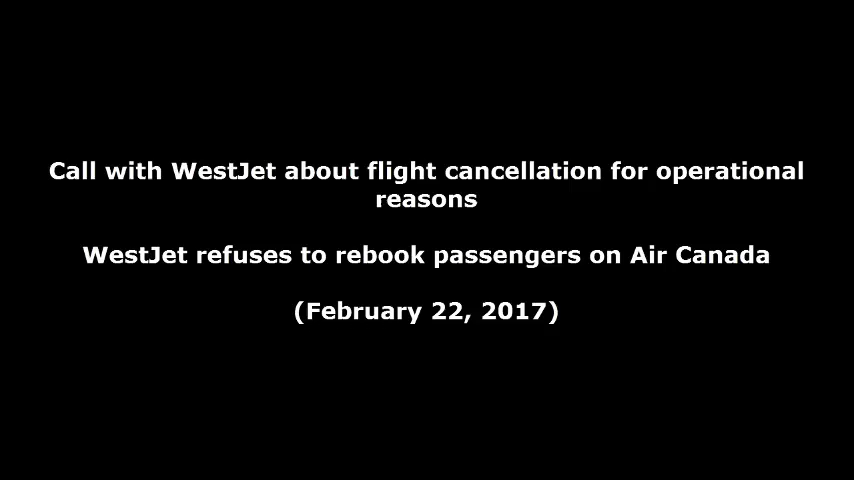 Call with WestJet about flight cancellation for operational
reasons
WestJet refuses to rebook passengers on Air Canada
(February 22, 2017)